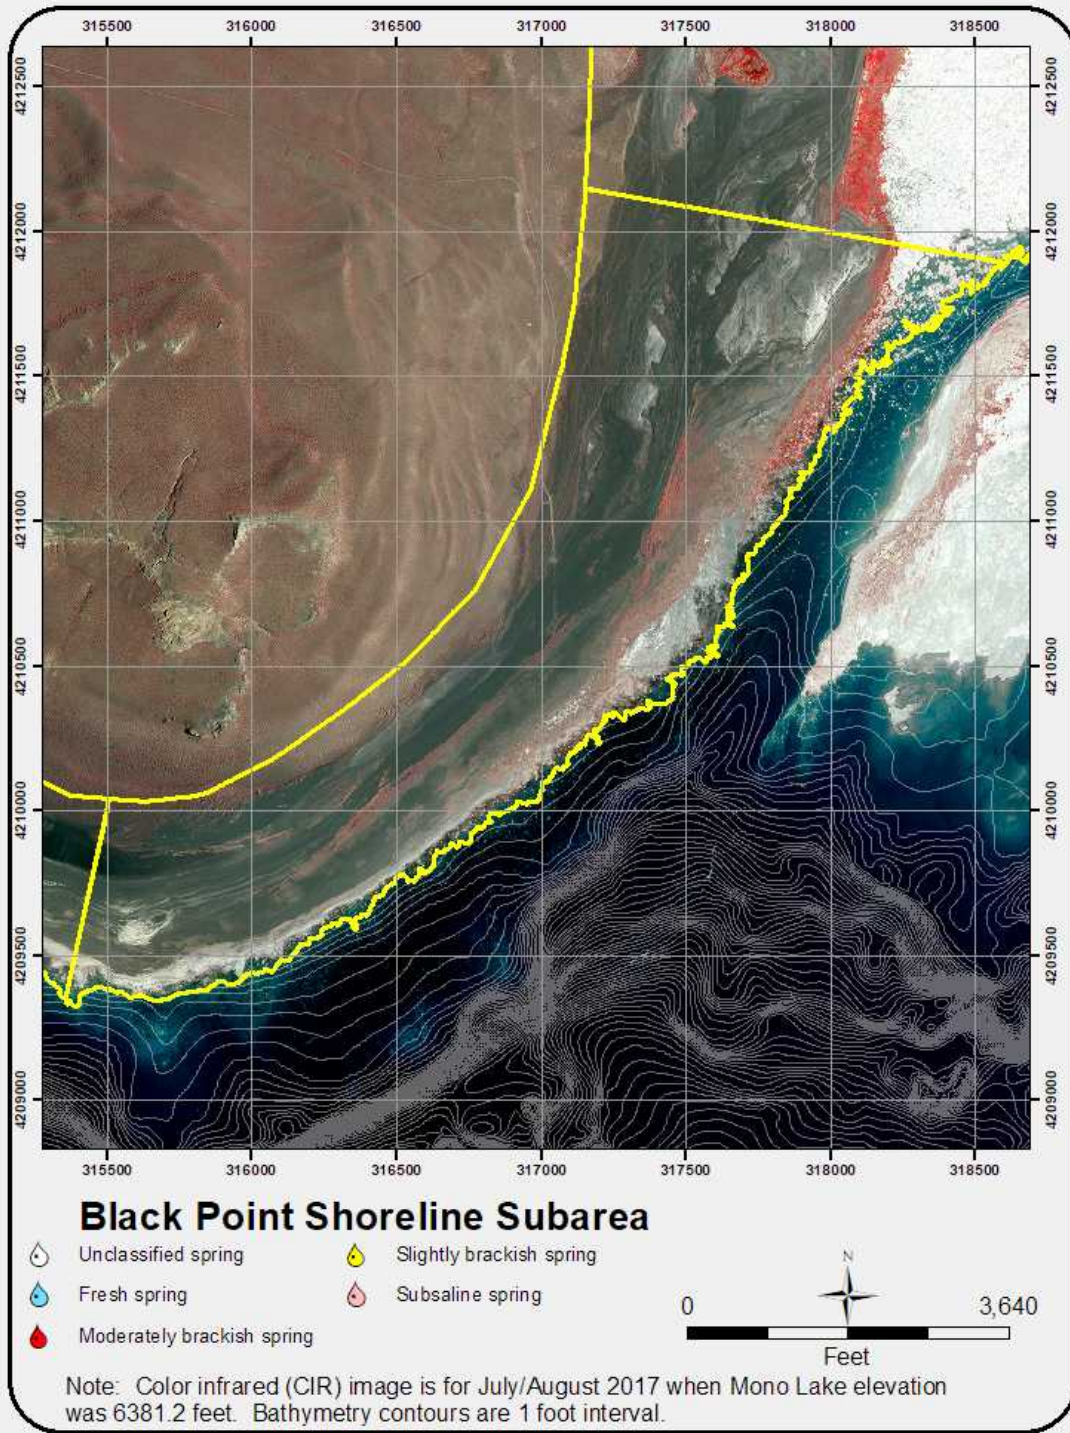 315500 316000 316500 317000 317500 318000 318500
4212500 4212500
4212000 4212000
4211500 4211500
4211000 4211000
4210500 4210500
4210000 4210000
4209500 4209500
4209000 4209000
315500 316000 316500 317000 317500 318000 318500
Black Point Shoreline Subarea
Unclassified spring
Slightly brackish spring
Fresh spring
Subsaline spring
Moderately brackish spring
N
0 3,640
Feet
Note: Color infrared (CIR) image is for July/August 2017 when Mono Lake elevation
was 6381.2 feet. Bathymetry contours are 1 foot interval.